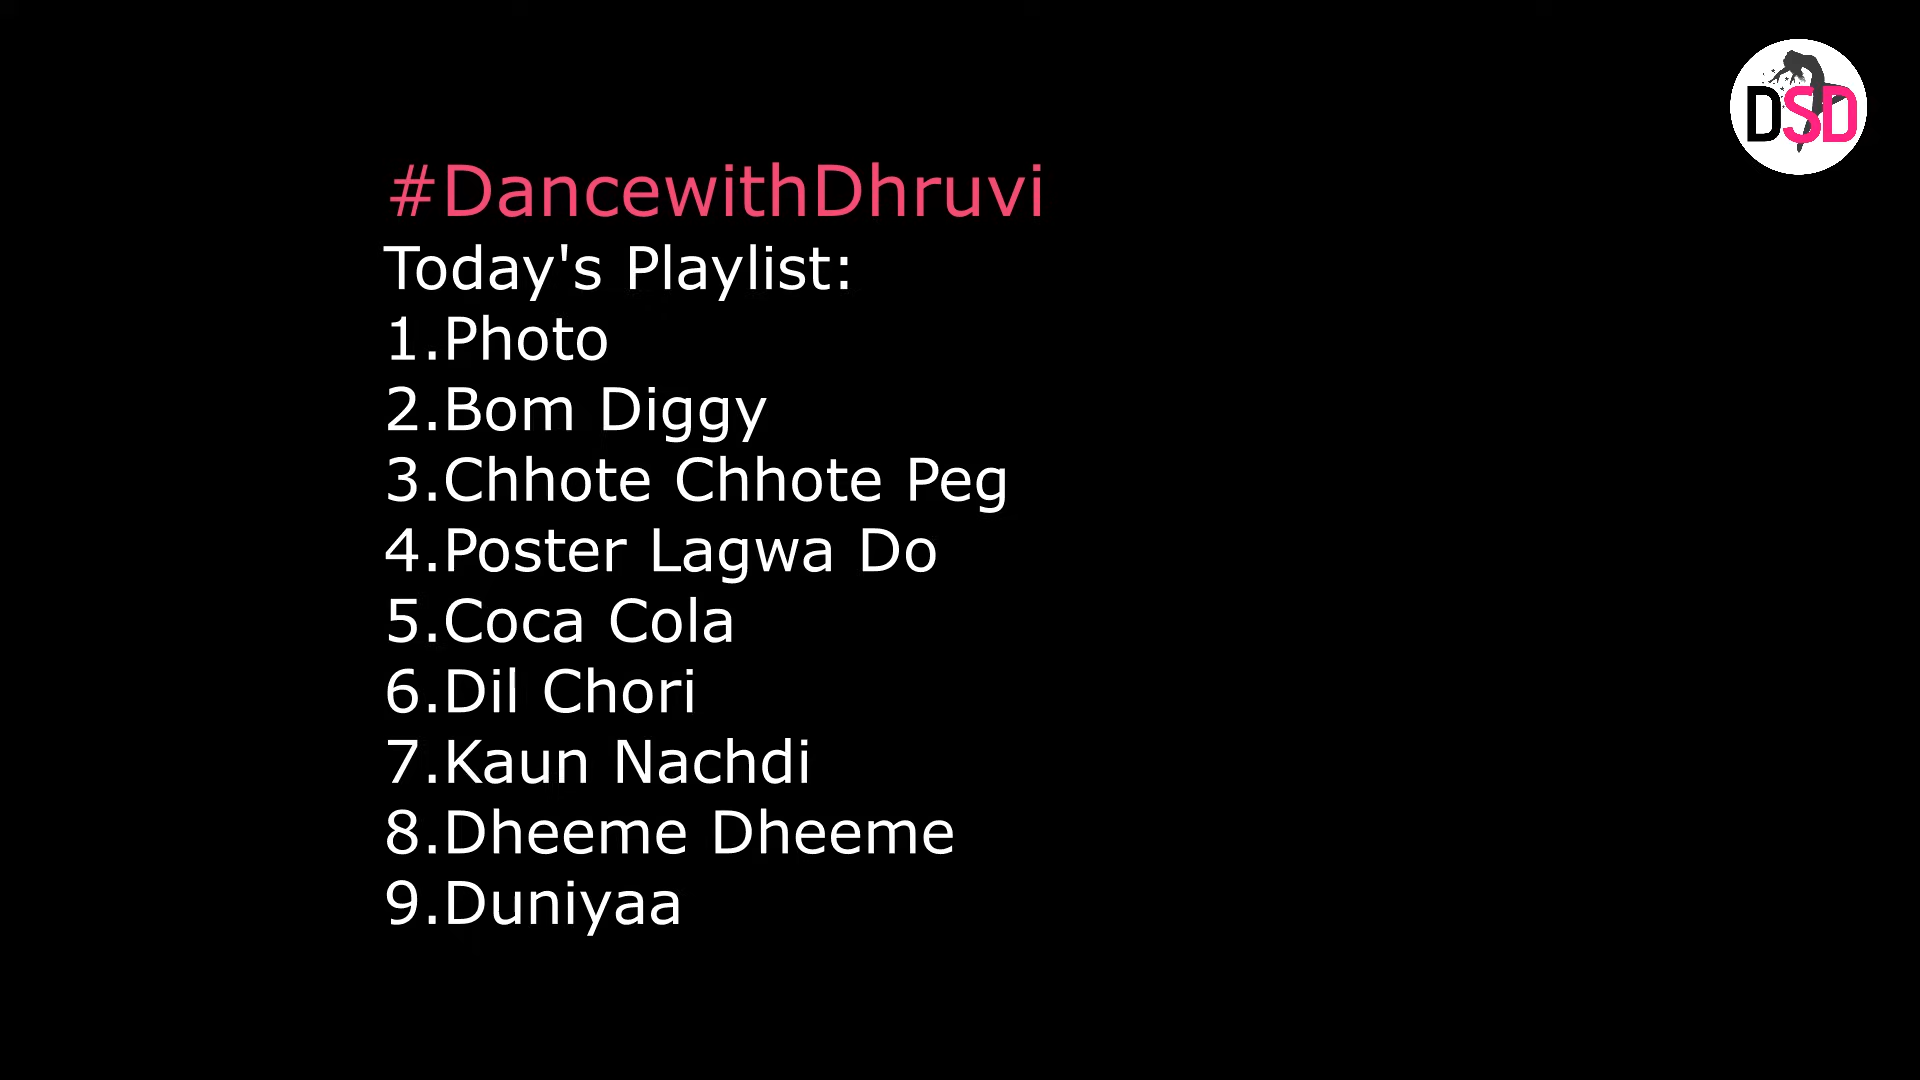 DSD
#DancewithDhruvi
Today's Playlist:
1.Photo
2.Bom Diggy
3.Chhote Chhote Peg
4.Poster Lagwa Do
5.Coca Cola
6.Dil Chori
7.Kaun Nachdi
8.Dheeme Dheeme
9.Duniyaa